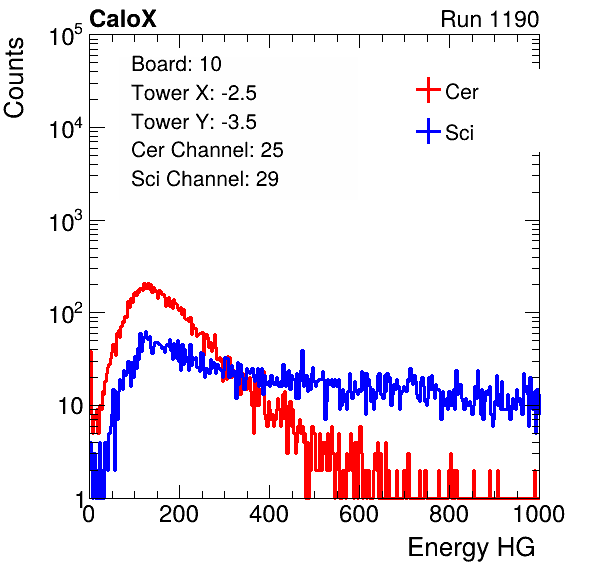 CaloX Run 1190
Counts
Board: 10
Tower X: -2.5
Tower Y: -3.5
Cer Channel: 25
Sci Channel: 29
Cer
Sci
10^5
10^4
10^3
10^2
10
1
0 200 400 600 800 1000
Energy HG